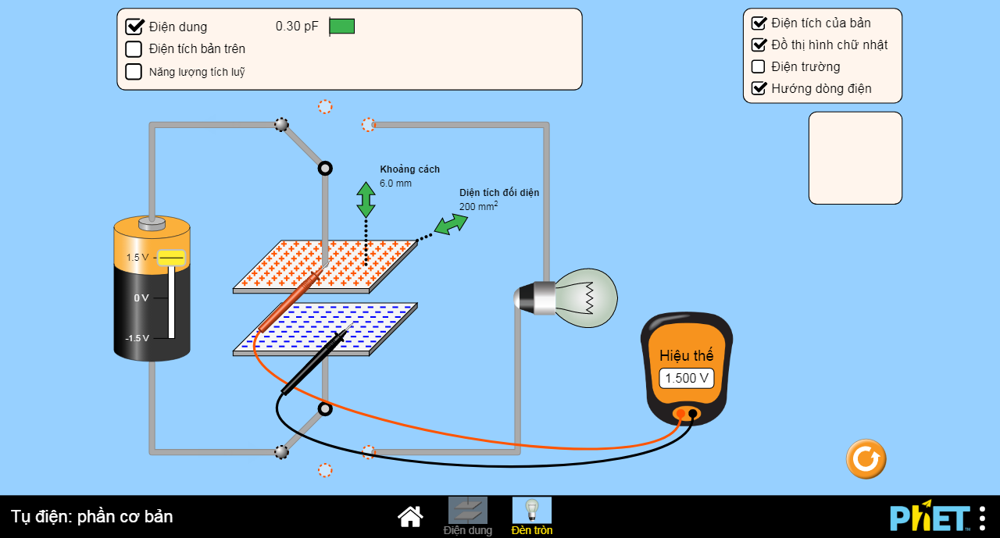 Điện dung
0.30 pF
Điện tích bản trên
Năng lượng tích luỹ
Điện tích của bản
Đồ thị hình chữ nhật
Điện trường
Hướng dòng điện
Khoảng cách
6.0 mm
Diện tích đối diện
200 mm²
1.5 V
0 V
-1.5 V
Hiệu thế
1.500 V
Tụ điện: phần cơ bản
Điện dung
Đèn tròn
PhET™